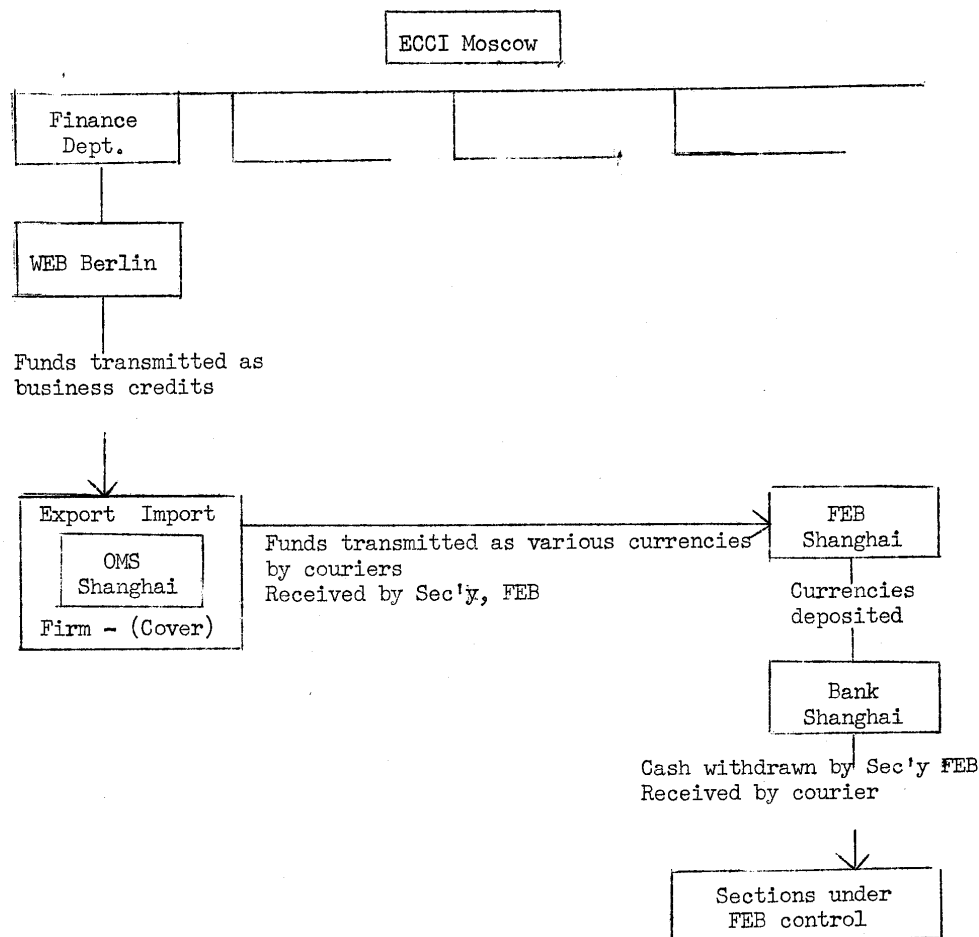 ECCI Moscow
Finance
Dept.
WEB Berlin
Funds transmitted as
business credits
Export Import
OMS
Shanghai
Firm - (Cover)
Funds transmitted as various currencies
by couriers
Received by Sec'y, FEB
FEB
Shanghai
Currencies
deposited
Bank
Shanghai
Cash withdrawn by Sec'y FEB
Received by courier
Sections under
FEB control